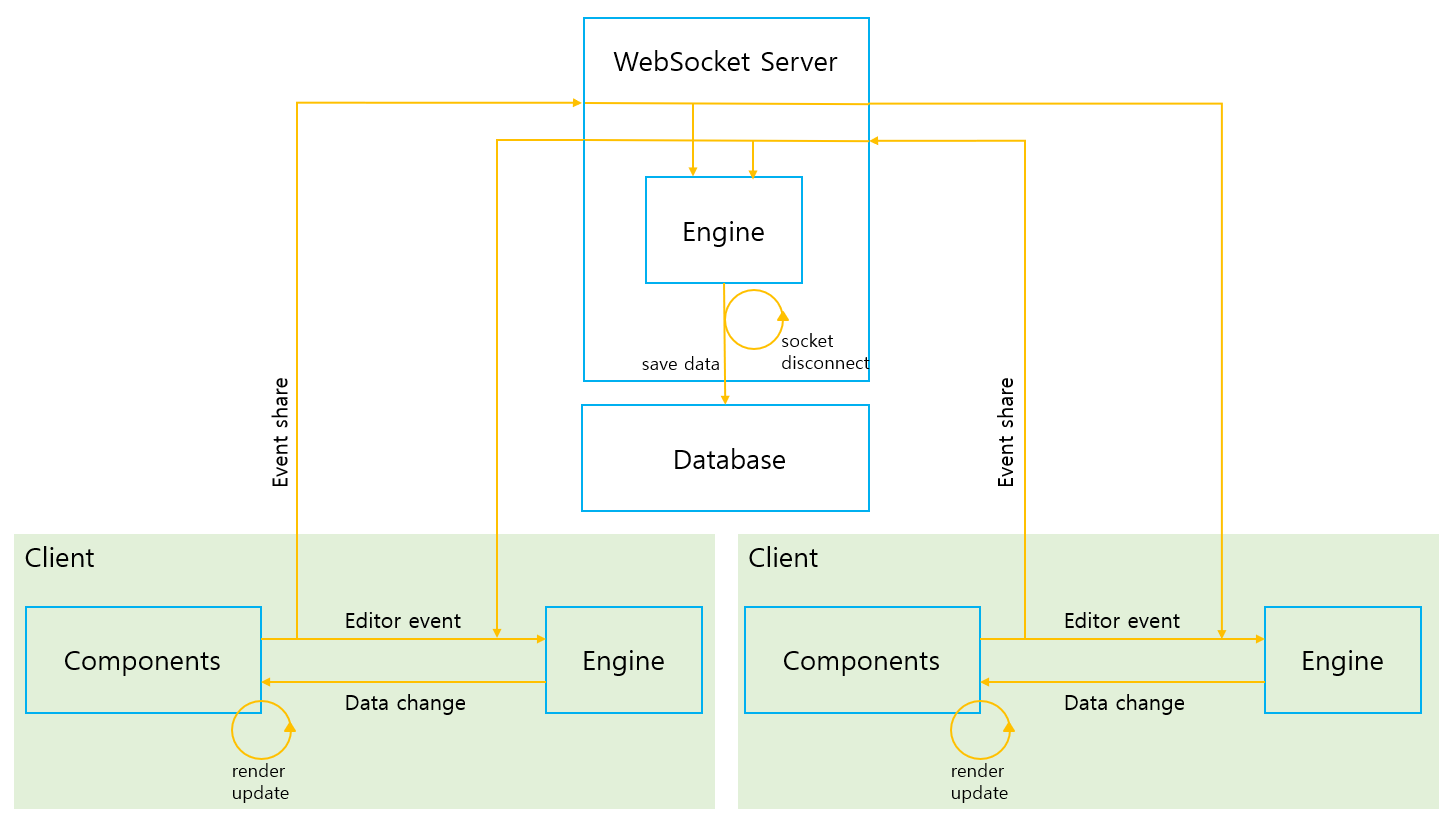 WebSocket Server
Engine
socket
disconnect
save data
Database
Event share
Event share
Client
Components
Editor event
Data change
Engine
render
update
Client
Components
Editor event
Data change
Engine
render
update